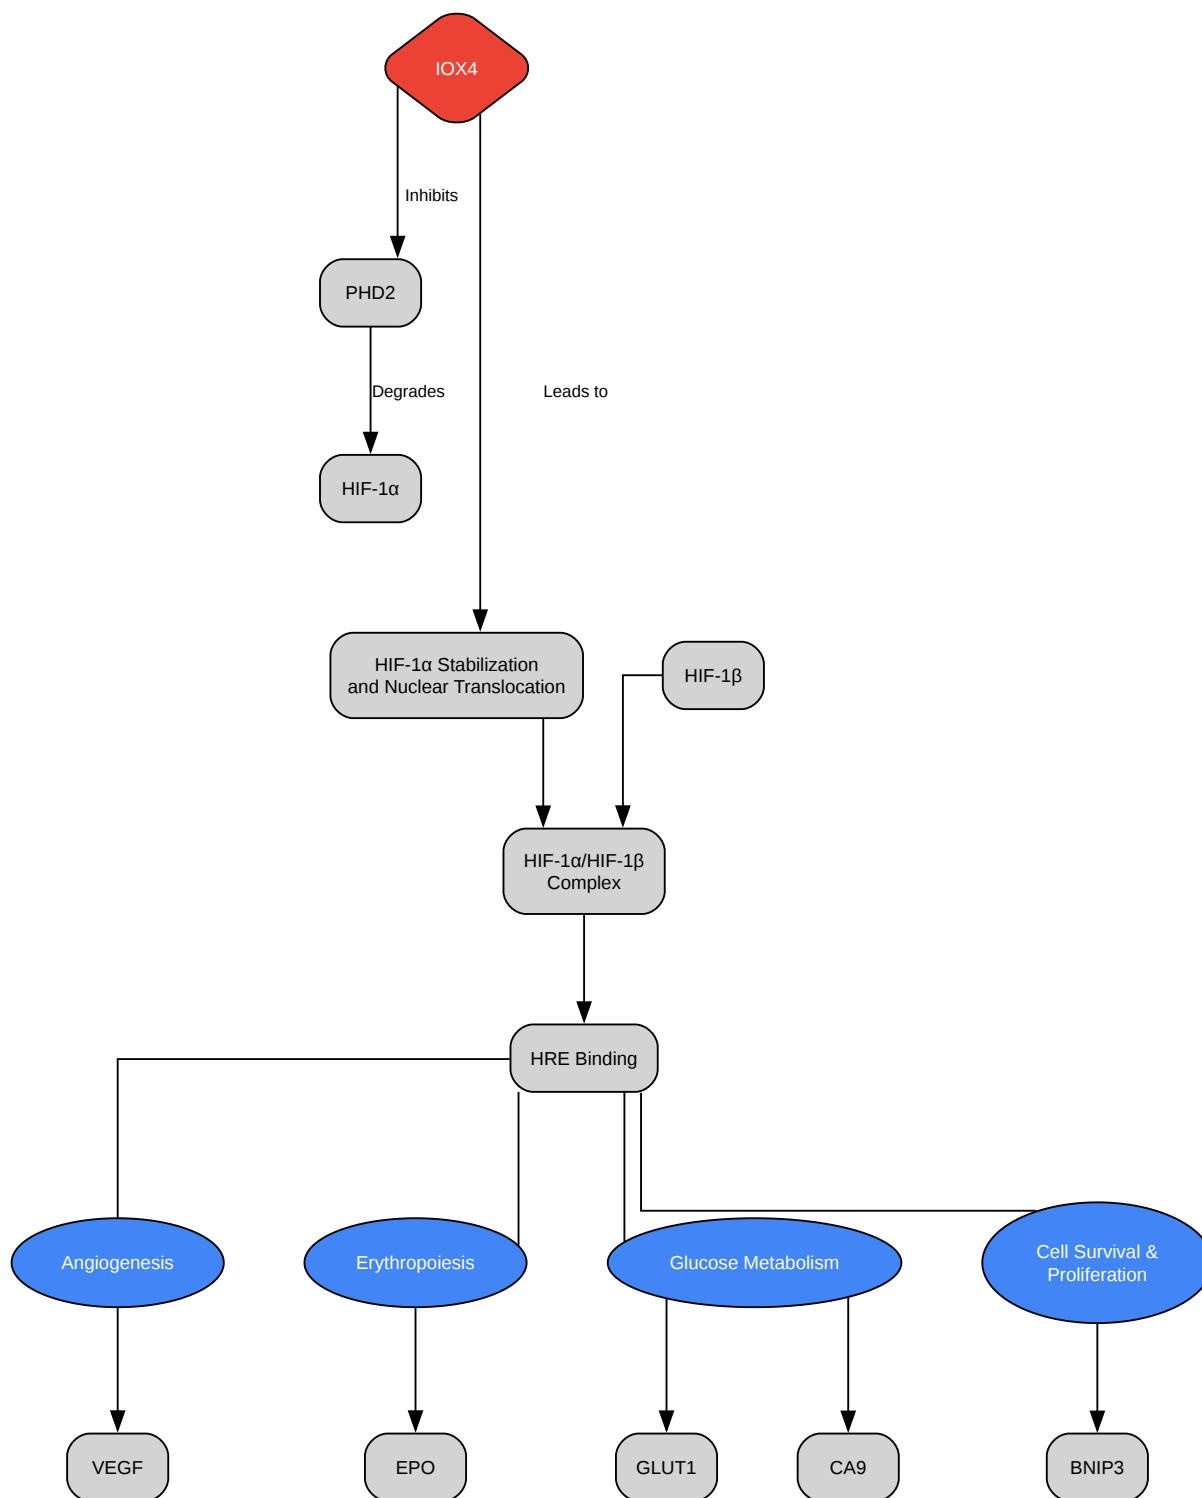 IOX4
Inhibits
PHD2
Degrades
Leads to
HIF-1α
HIF-1α Stabilization
and Nuclear Translocation
HIF-1β
HIF-1α/HIF-1β
Complex
HRE Binding
Angiogenesis
Erythropoiesis
Glucose Metabolism
Cell Survival &
Proliferation
VEGF
EPO
GLUT1
CA9
BNIP3